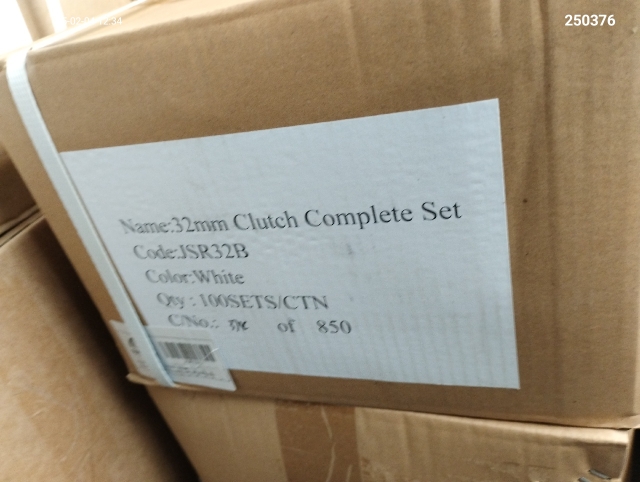 250376
Name:32mm Clutch Complete Set
Code:JSR32B
Color:White
Qty : 100SETS/CTN
C/No.: of 850